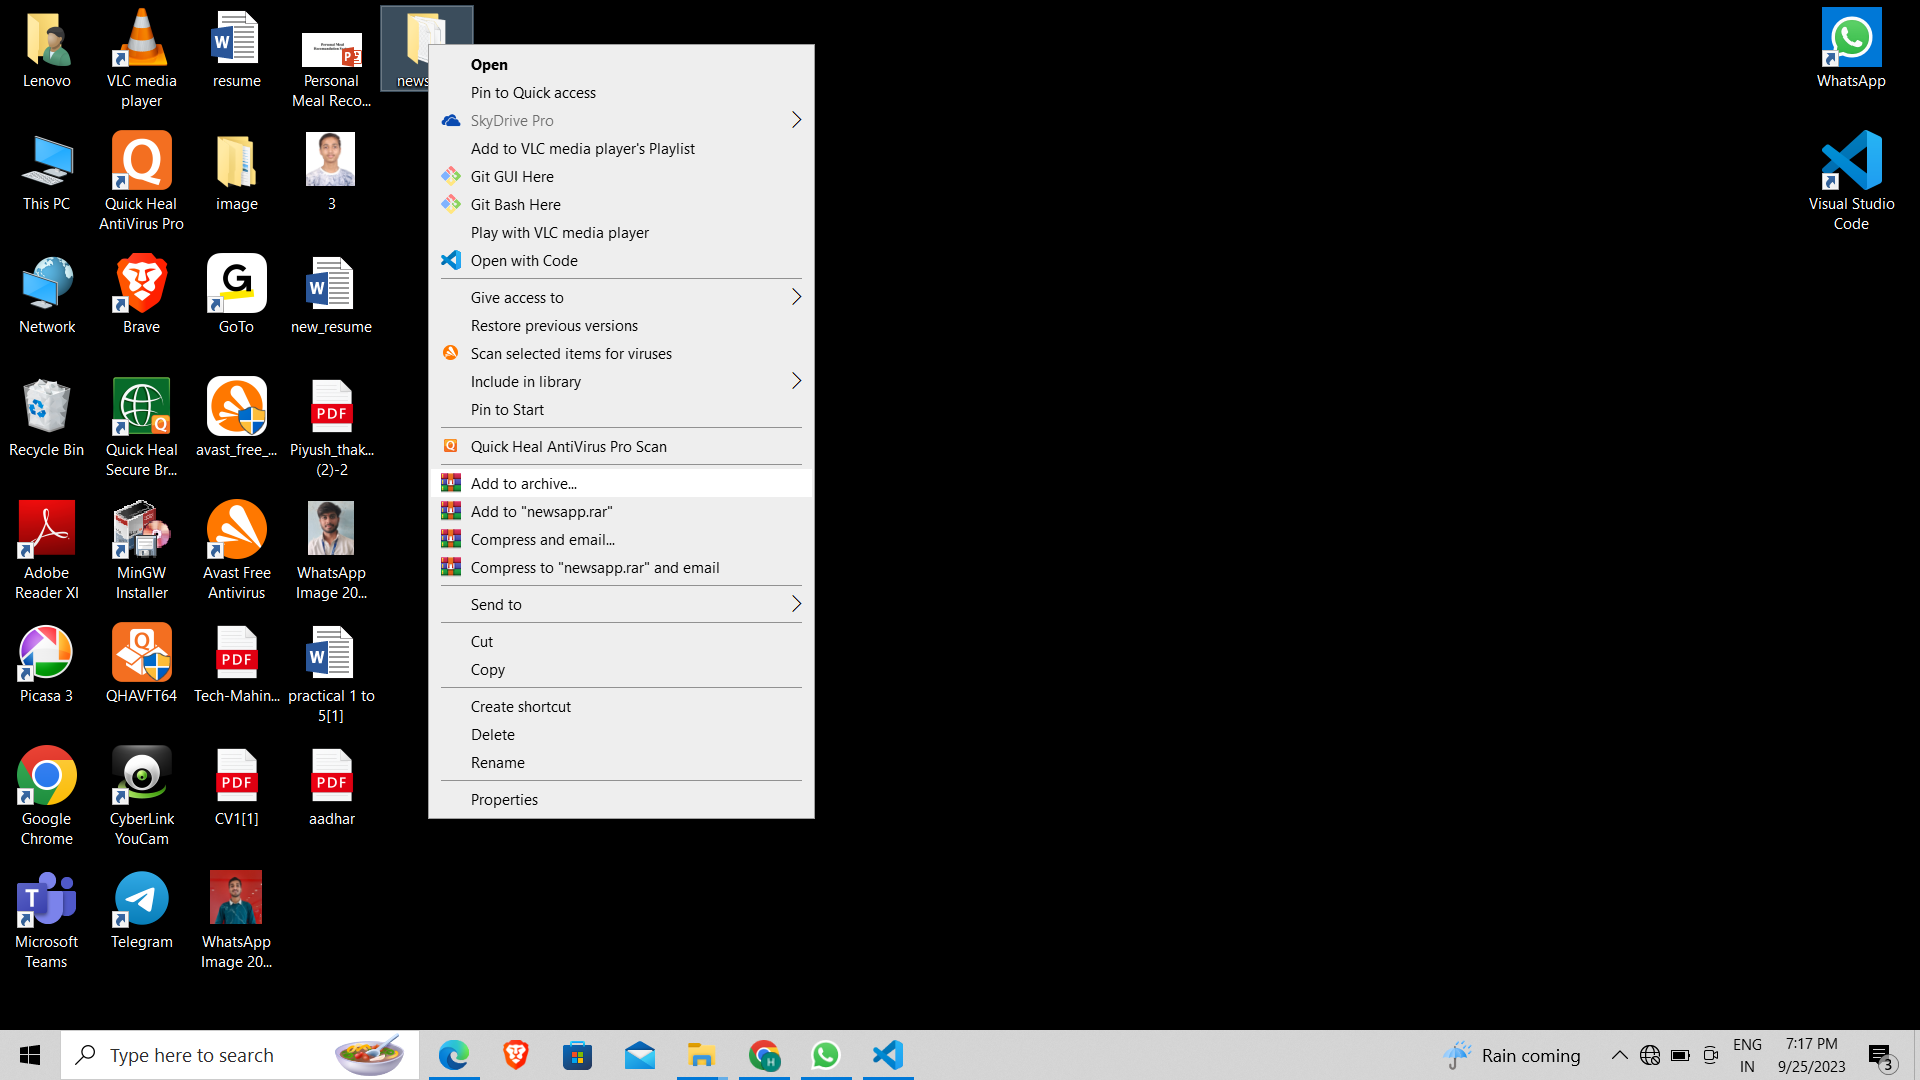 Lenovo
VLC media
player
resume
Personal
Meal Reco...
news
This PC
Quick Heal
AntiVirus Pro
image
3
Network
Brave
GoTo
new_resume
Recycle Bin
Quick Heal
Secure Br...
avast_free_...
Piyush_thak...
(2)-2
Adobe
Reader XI
MinGW
Installer
Avast Free
Antivirus
WhatsApp
Image 20...
Picasa 3
QHAVFT64
Tech-Mahin...
practical 1 to
5[1]
Google
Chrome
CyberLink
YouCam
CV1[1]
aadhar
Microsoft
Teams
Telegram
WhatsApp
Image 20...
Open
Pin to Quick access
SkyDrive Pro
Add to VLC media player's Playlist
Git GUI Here
Git Bash Here
Play with VLC media player
Open with Code
Give access to
Restore previous versions
Scan selected items for viruses
Include in library
Pin to Start
Quick Heal AntiVirus Pro Scan
Add to archive...
Add to "newsapp.rar"
Compress and email...
Compress to "newsapp.rar" and email
Send to
Cut
Copy
Create shortcut
Delete
Rename
Properties
WhatsApp
Visual Studio
Code
Type here to search
Rain coming
ENG
IN
7:17 PM
9/25/2023
3